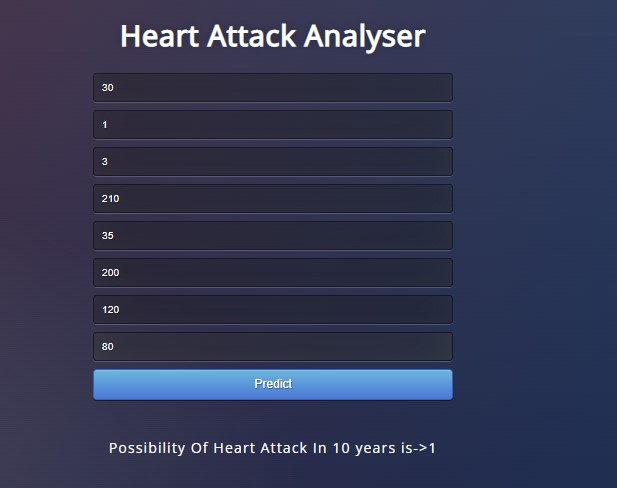 Heart Attack Analyser
30
1
3
210
35
200
120
80
Predict
Possibility Of Heart Attack In 10 years is->1